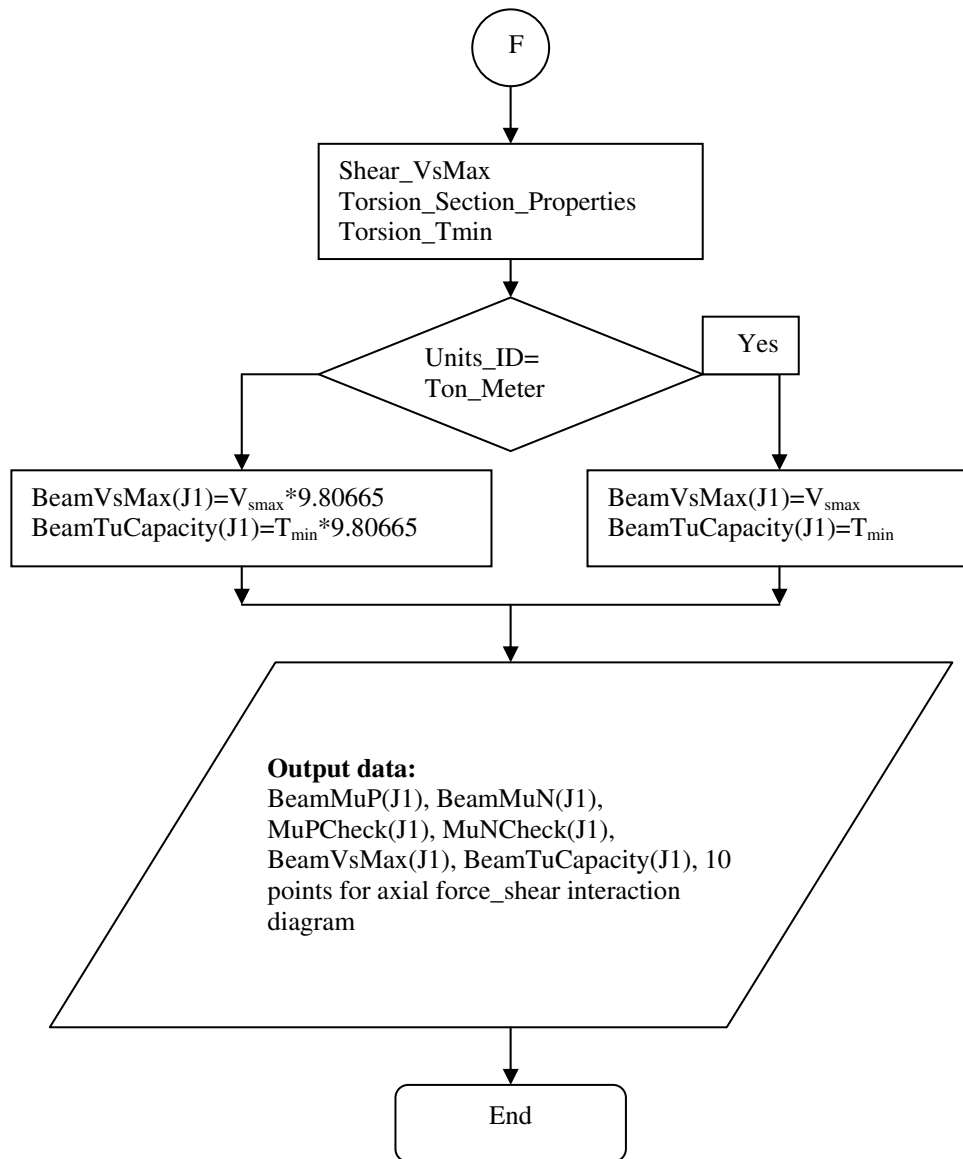 F
Shear_VsMax
Torsion_Section_Properties
Torsion_Tmin
Units_ID=
Ton_Meter
Yes
BeamVsMax(J1)=Vsmax*9.80665
BeamTuCapacity(J1)=Tmin*9.80665
BeamVsMax(J1)=Vsmax
BeamTuCapacity(J1)=Tmin
Output data:
BeamMuP(J1), BeamMuN(J1),
MuPCheck(J1), MuNCheck(J1),
BeamVsMax(J1), BeamTuCapacity(J1), 10
points for axial force_shear interaction
diagram
End